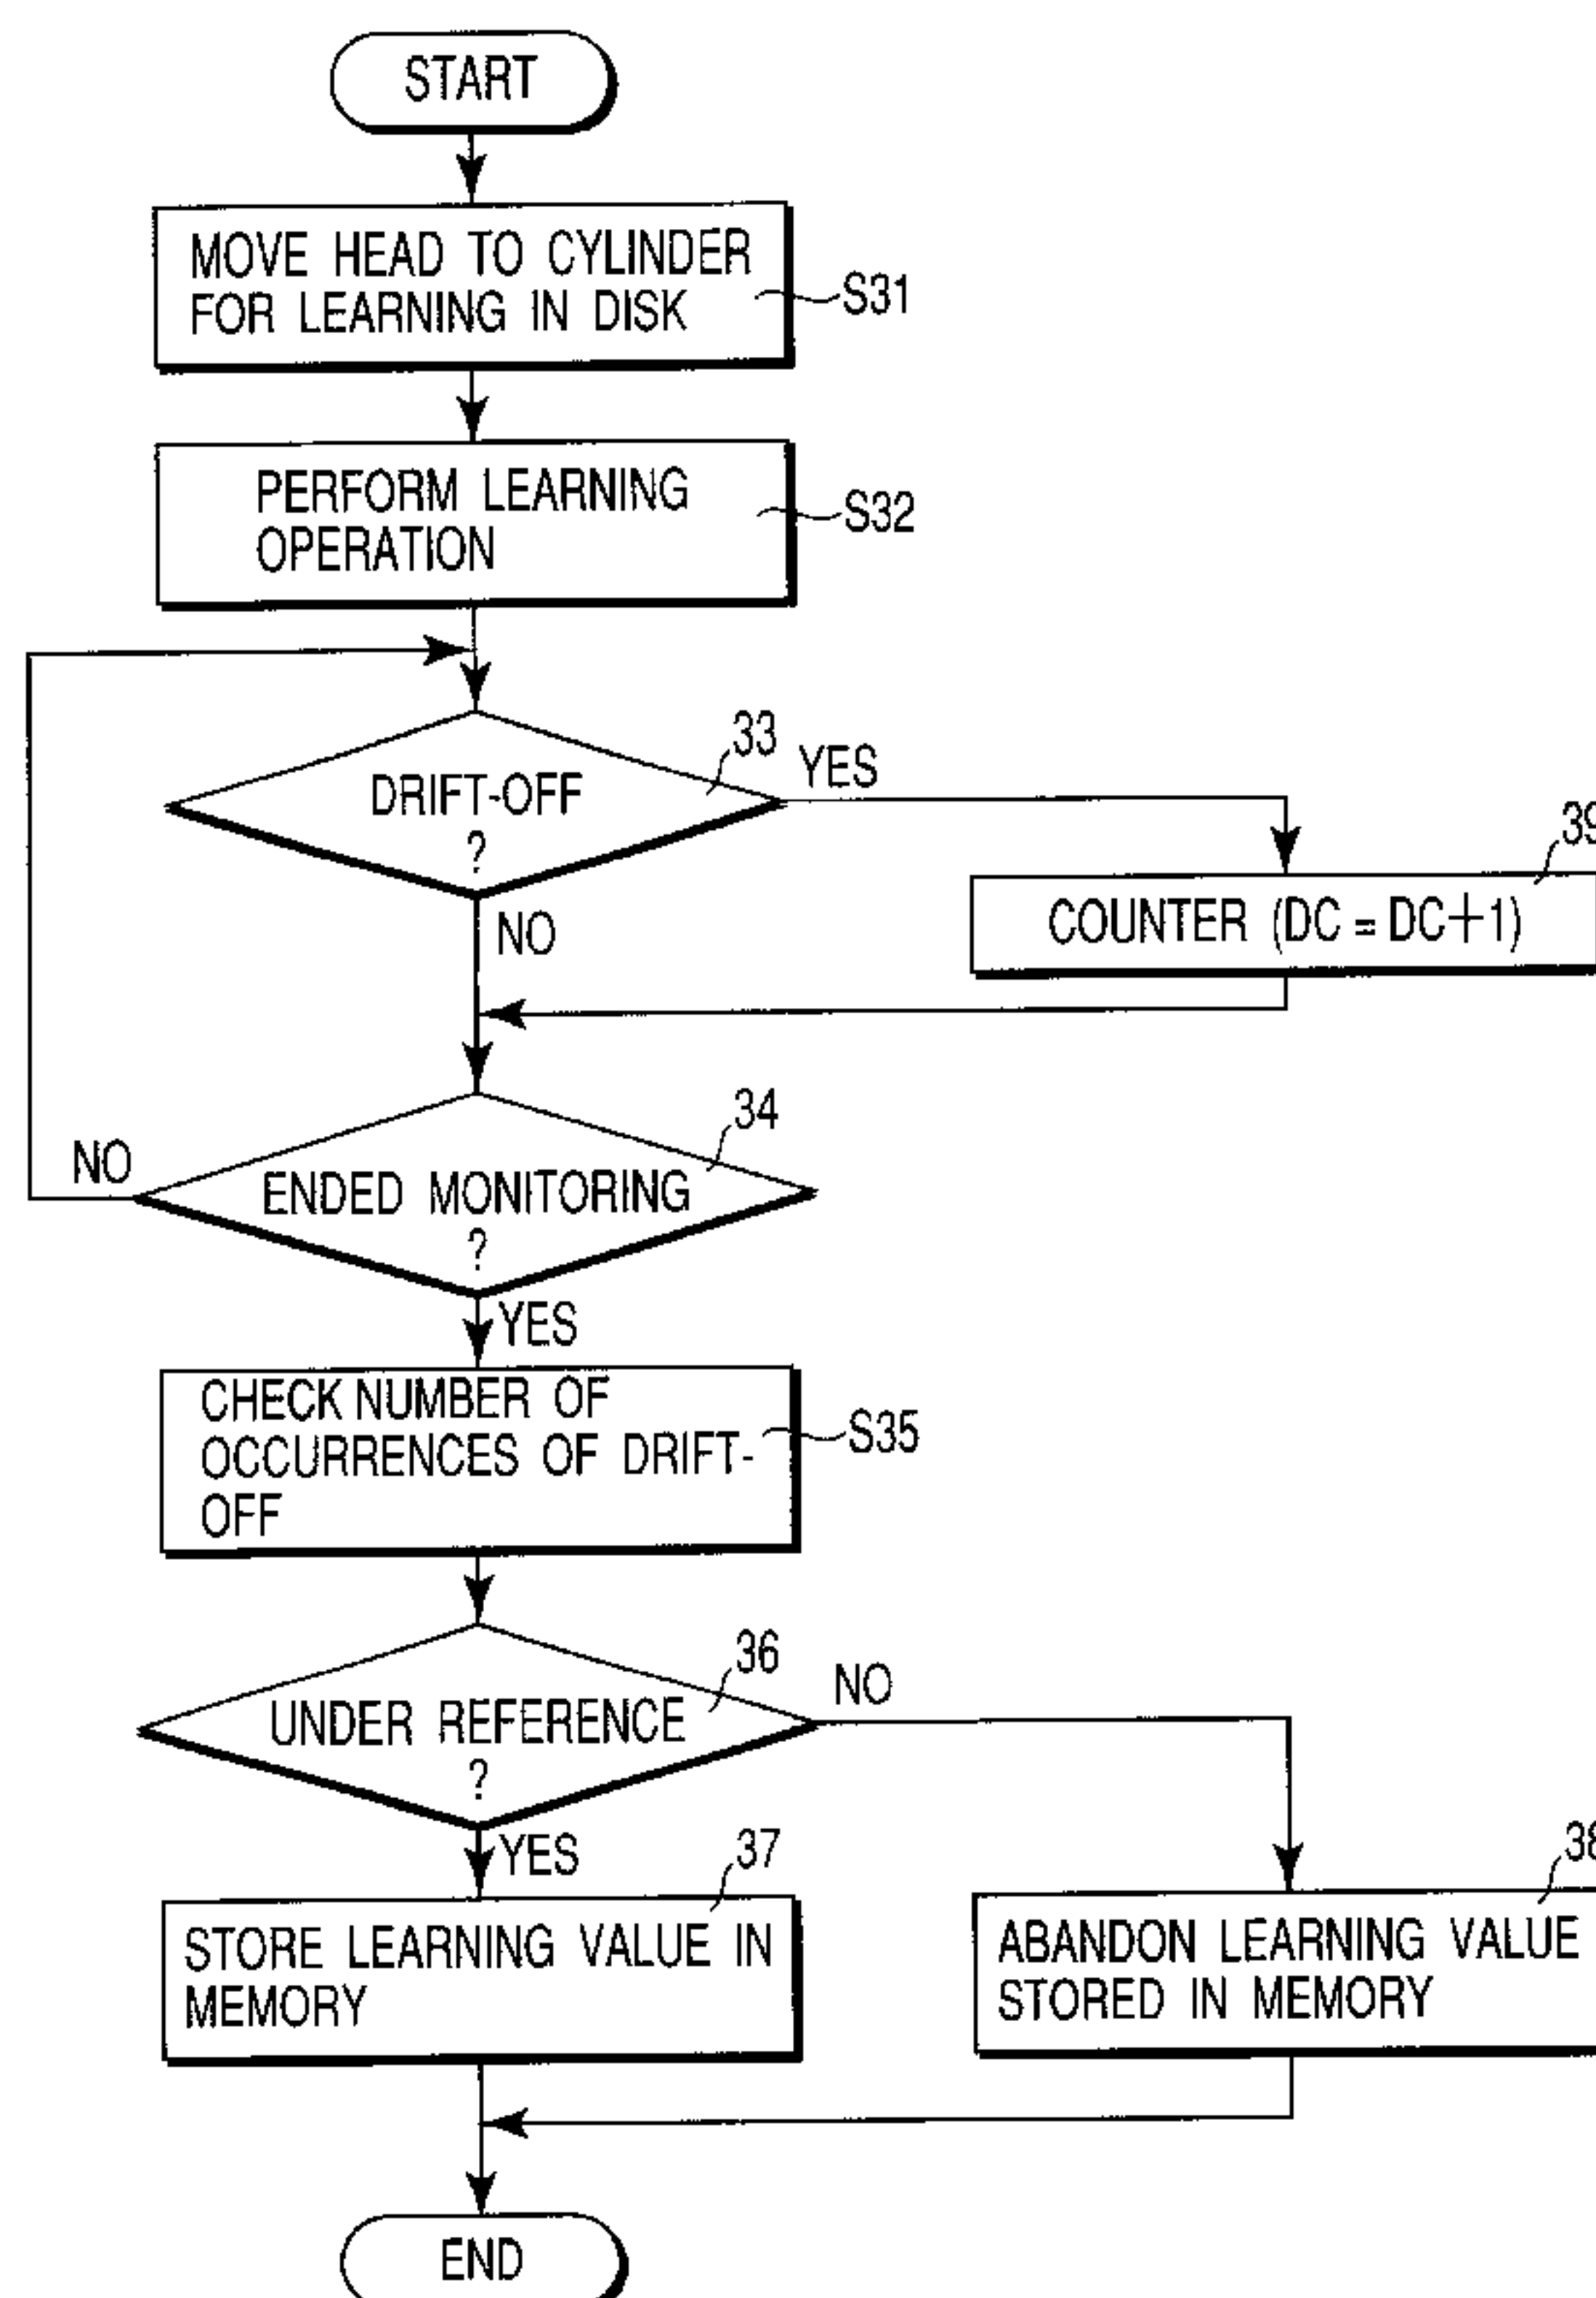 START
MOVE HEAD TO CYLINDER
FOR LEARNING IN DISK
S31
PERFORM LEARNING
OPERATION
S32
33
DRIFT-OFF
?
YES
NO
39
COUNTER (DC = DC+1)
34
ENDED MONITORING
?
NO
YES
CHECK NUMBER OF
OCCURRENCES OF DRIFT-
OFF
S35
36
UNDER REFERENCE
?
NO
YES
37
STORE LEARNING VALUE IN
MEMORY
38
ABANDON LEARNING VALUE
STORED IN MEMORY
END